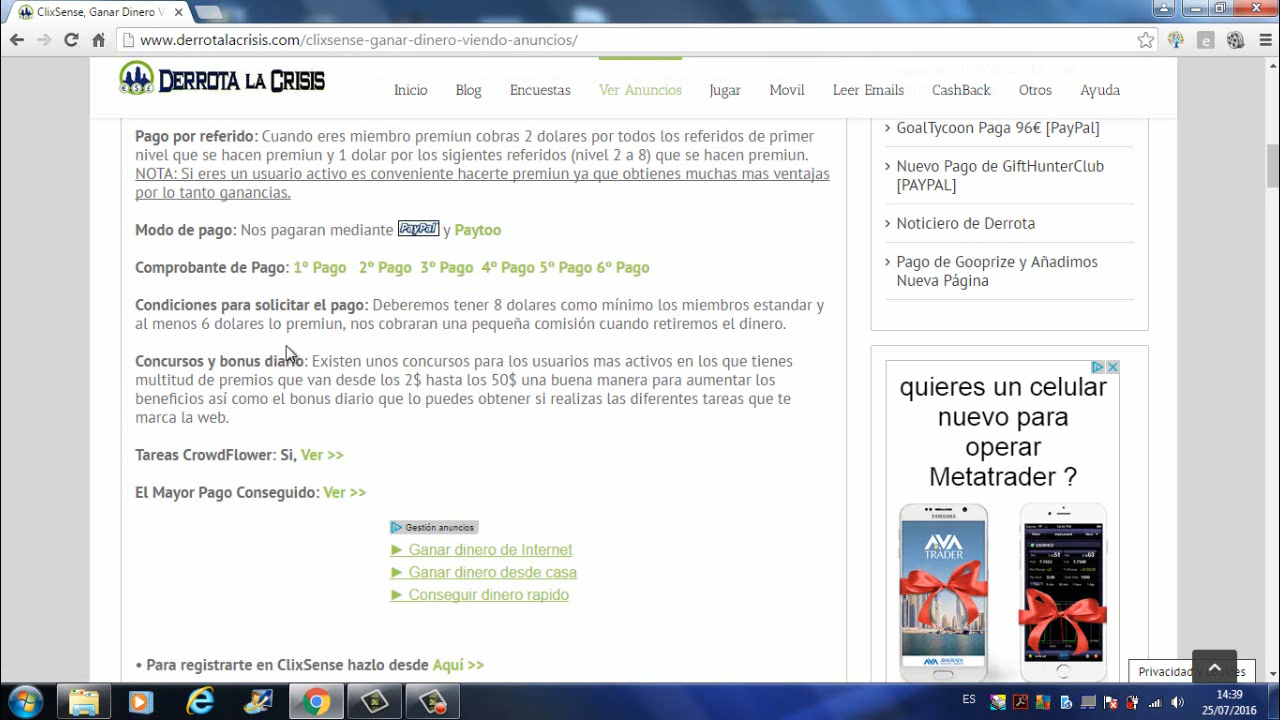 ClixSense, Ganar Dinero V
www.derrotalacrisis.com/clixsense-ganar-dinero-viendo-anuncios/
DERROTA LA CRISIS
Inicio Blog Encuestas Ver Anuncios Jugar Movil Leer Emails CashBack Otros Ayuda
Pago por referido: Cuando eres miembro premiun cobras 2 dolares por todos los referidos de primer
nivel que se hacen premiun y 1 dolar por los sigientes referidos (nivel 2 a 8) que se hacen premiun.
NOTA: Si eres un usuario activo es conveniente hacerte premiun ya que obtienes muchas mas ventajas
por lo tanto ganancias.
Modo de pago: Nos pagaran mediante PayPal y Paytoo
Comprobante de Pago: 1º Pago 2º Pago 3º Pago 4º Pago 5º Pago 6º Pago
Condiciones para solicitar el pago: Deberemos tener 8 dolares como mínimo los miembros estandar y
al menos 6 dolares lo premiun, nos cobraran una pequeña comisión cuando retiremos el dinero.
Concursos y bonus diario: Existen unos concursos para los usuarios mas activos en los que tienes
multitud de premios que van desde los 2$ hasta los 50$ una buena manera para aumentar los
beneficios así como el bonus diario que lo puedes obtener si realizas las diferentes tareas que te
marca la web.
Tareas CrowdFlower: Si, Ver >>
El Mayor Pago Conseguido: Ver >>
Gestión anuncios
Ganar dinero de Internet
Ganar dinero desde casa
Conseguir dinero rapido
• Para registrarte en ClixSense hazlo desde Aquí >>
GoalTycoon Paga 96€ [PayPal]
Nuevo Pago de GiftHunterClub
[PAYPAL]
Noticiero de Derrota
Pago de Gooprize y Añadimos
Nueva Página
quieres un celular
nuevo para
operar
Metatrader ?
SAMSUNG
AVA
TRADER
Privacidad y Cookies
ES
14:39
25/07/2016